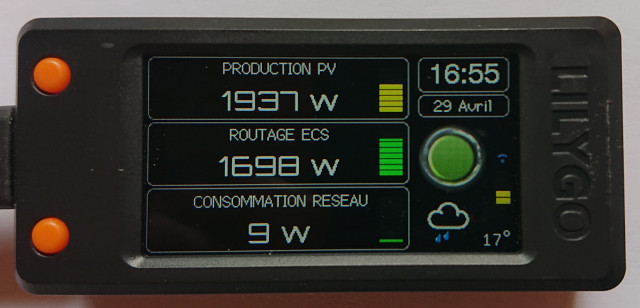 PRODUCTION PV
1937 W
ROUTAGE ECS
1698 W
CONSOMMATION RESEAU
9 W
16:55
29 Avril
17°
LILYGO